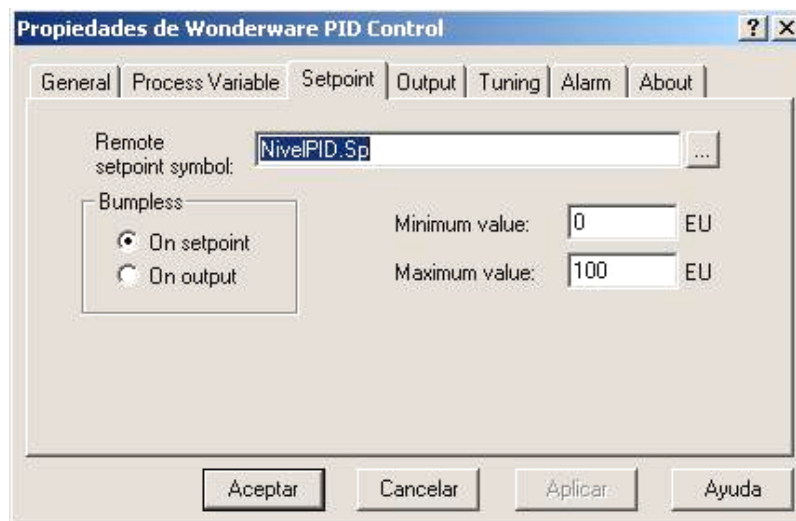 Propiedades de Wonderware PID Control
General Process Variable Setpoint Output Tuning Alarm About
Remote
setpoint symbol: NivelPID.Sp ...
Bumpless
On setpoint
On output
Minimum value: 0 EU
Maximum value: 100 EU
Aceptar Cancelar Aplicar Ayuda